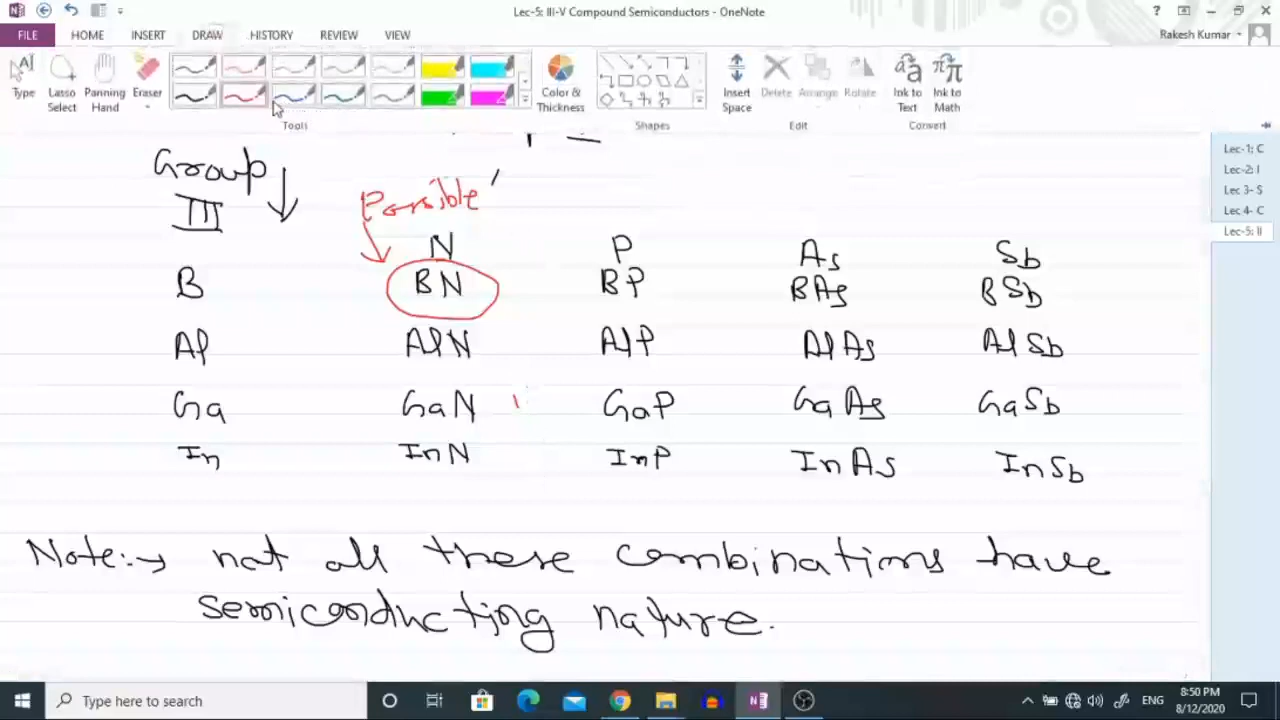 Lec-5: III-V Compound Semiconductors - OneNote
?
FILE HOME INSERT DRAW HISTORY REVIEW VIEW
Rakesh Kumar
Type Lasso Select Panning Hand Eraser
Color & Thickness
Insert Space Delete Arrange Rotate
Ink to Text Ink to Math
Tools Shapes Edit Convert
Lec-1: C
Lec-2: I
Lec 3- S
Lec 4- C
Lec-5: II
Group
III
Possible
N P As Sb
B BN BP BAs BSb
Al AlN AlP AlAs AlSb
Ga GaN GaP GaAs GaSb
In InN InP InAs InSb
Note:→ not all these combinations have
semiconducting nature.
Type here to search
ENG
8:50 PM
8/12/2020